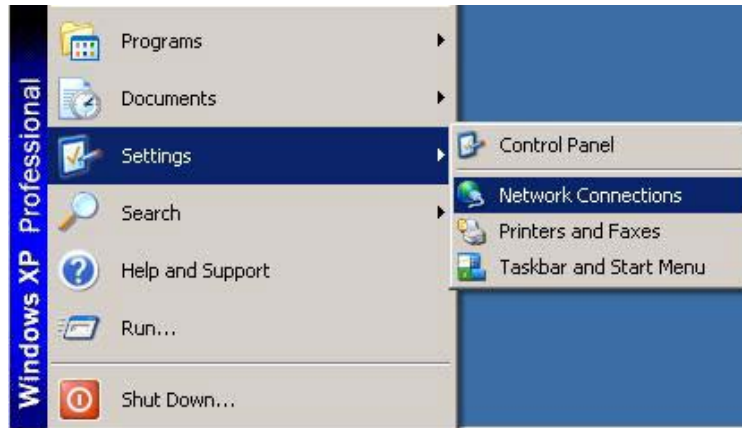 Windows XP Professional
Programs
Documents
Settings
Search
Help and Support
Run...
Shut Down...
Control Panel
Network Connections
Printers and Faxes
Taskbar and Start Menu